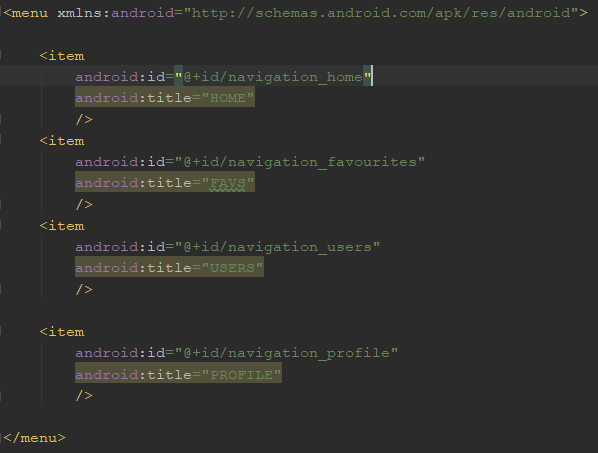 <menu xmlns:android="http://schemas.android.com/apk/res/android">
<item
android:id="@+id/navigation_home"
android:title="HOME"
/>
<item
android:id="@+id/navigation_favourites"
android:title="FAVS"
/>
<item
android:id="@+id/navigation_users"
android:title="USERS"
/>
<item
android:id="@+id/navigation_profile"
android:title="PROFILE"
/>
</menu>